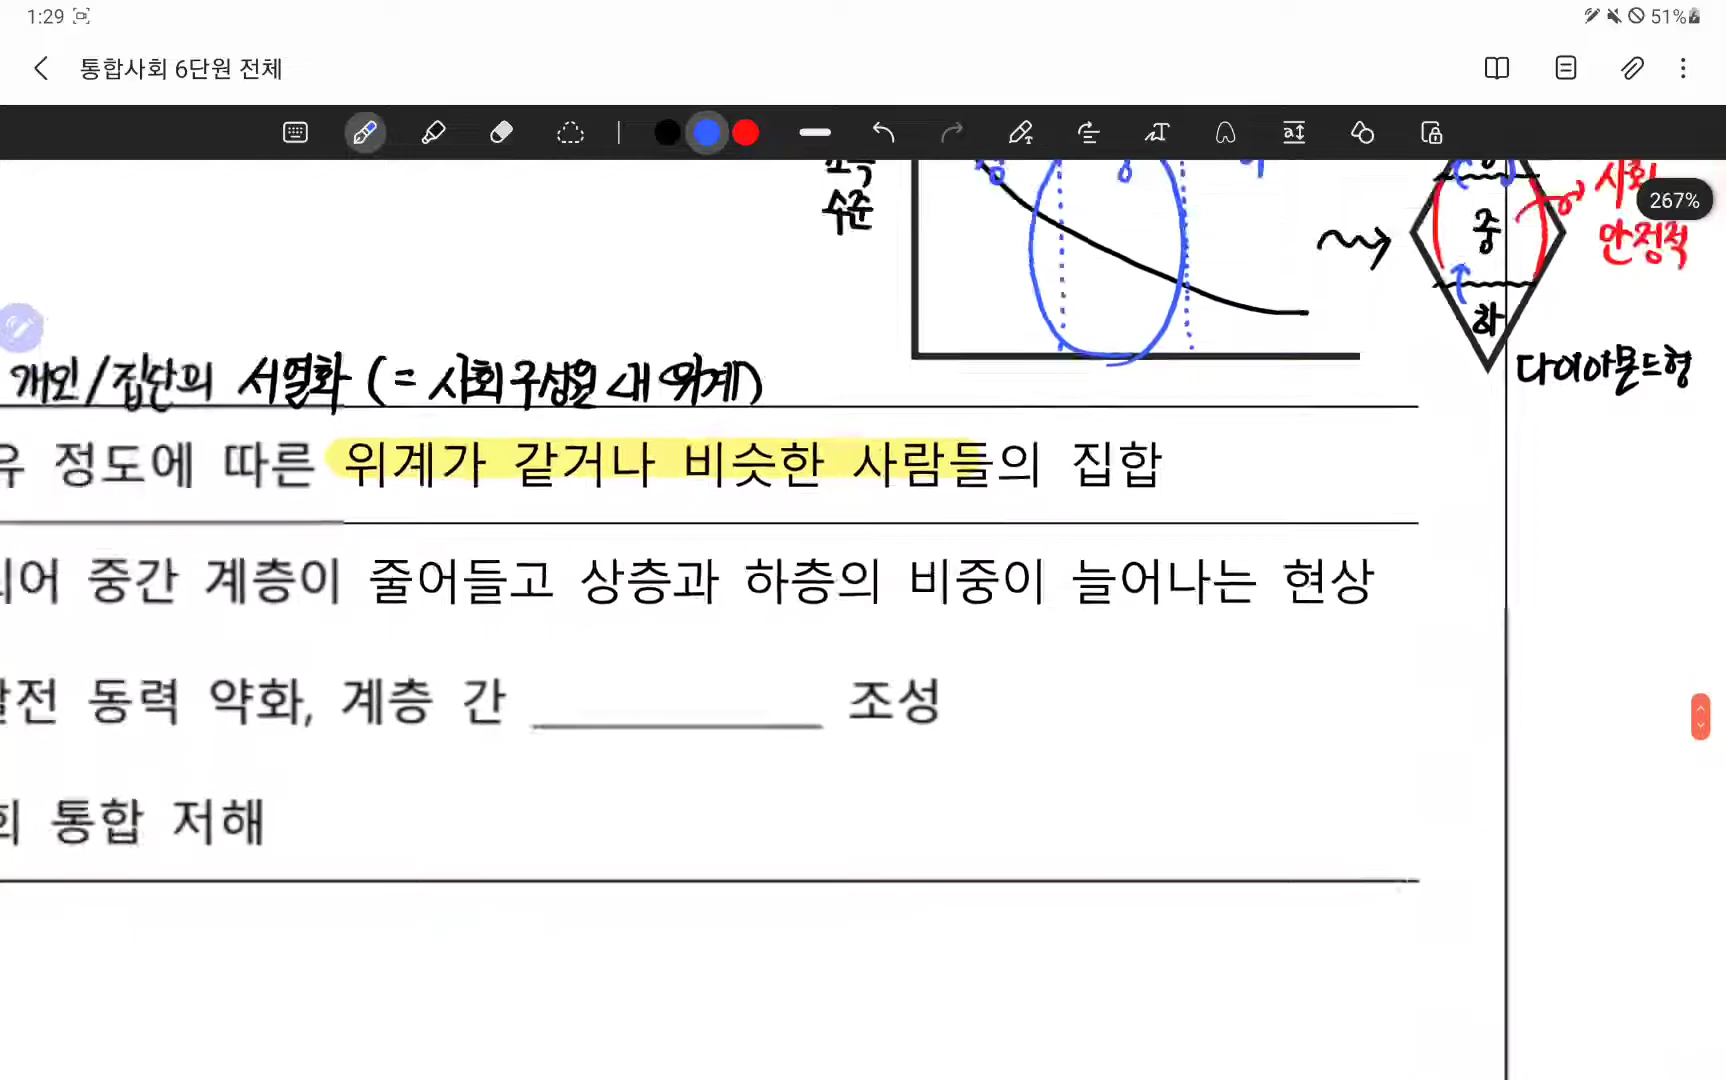 1:29
51%
통합사회 6단원 전체
267%
수준
중
하
사회
안정적
다이아몬드형
개인/집단의 서열화 (= 사회구성원 내 위계)
정도에 따른 위계가 같거나 비슷한 사람들의 집합
되어 중간 계층이 줄어들고 상층과 하층의 비중이 늘어나는 현상
발전 동력 약화, 계층 간 조성
회 통합 저해